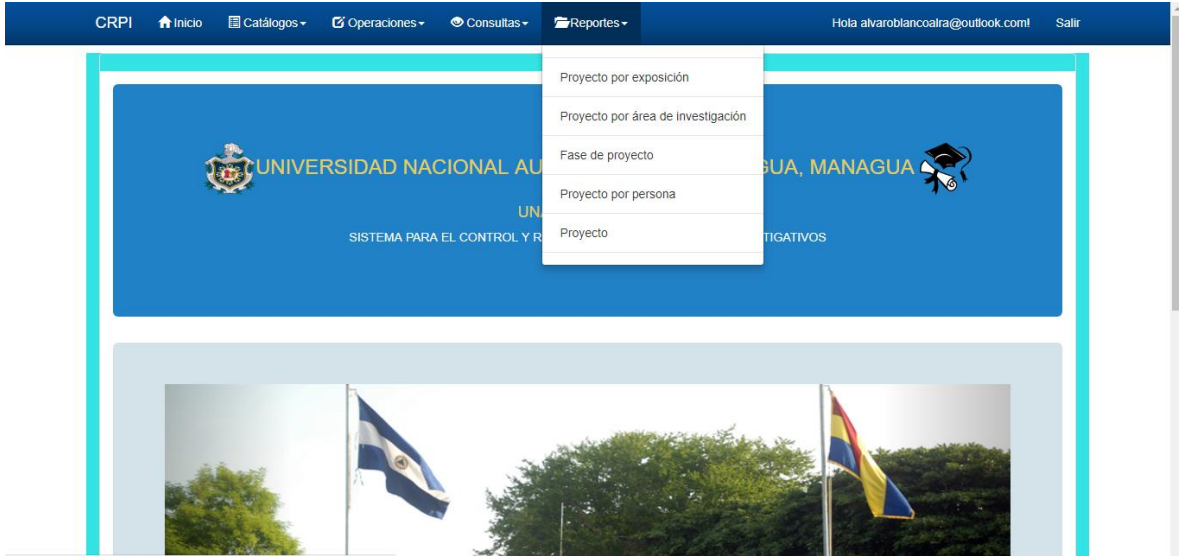 CRPI Inicio Catálogos Operaciones Consultas Reportes Hola alvaroblancoalra@outlook.com! Salir
Proyecto por exposición
Proyecto por área de investigación
Fase de proyecto
Proyecto por persona
Proyecto
UNIVERSIDAD NACIONAL AU GUA, MANAGUA
UNA
SISTEMA PARA EL CONTROL Y R TIGATIVOS